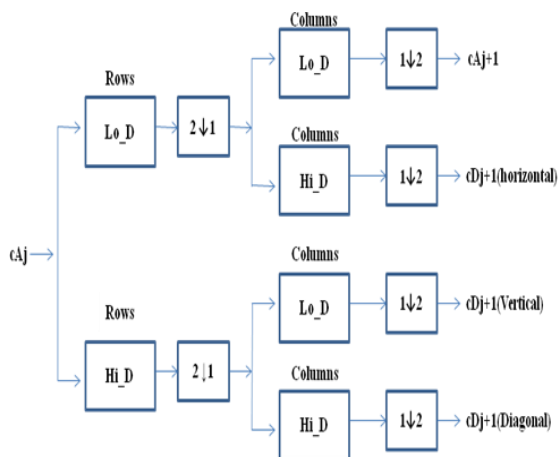 Columns
Lo_D
1↓2
cAj+1
Rows
Lo_D
2↓1
Columns
Hi_D
1↓2
cDj+1(horizontal)
cAj
Columns
Lo_D
1↓2
cDj+1(Vertical)
Rows
Hi_D
2↓1
Columns
Hi_D
1↓2
cDj+1(Diagonal)